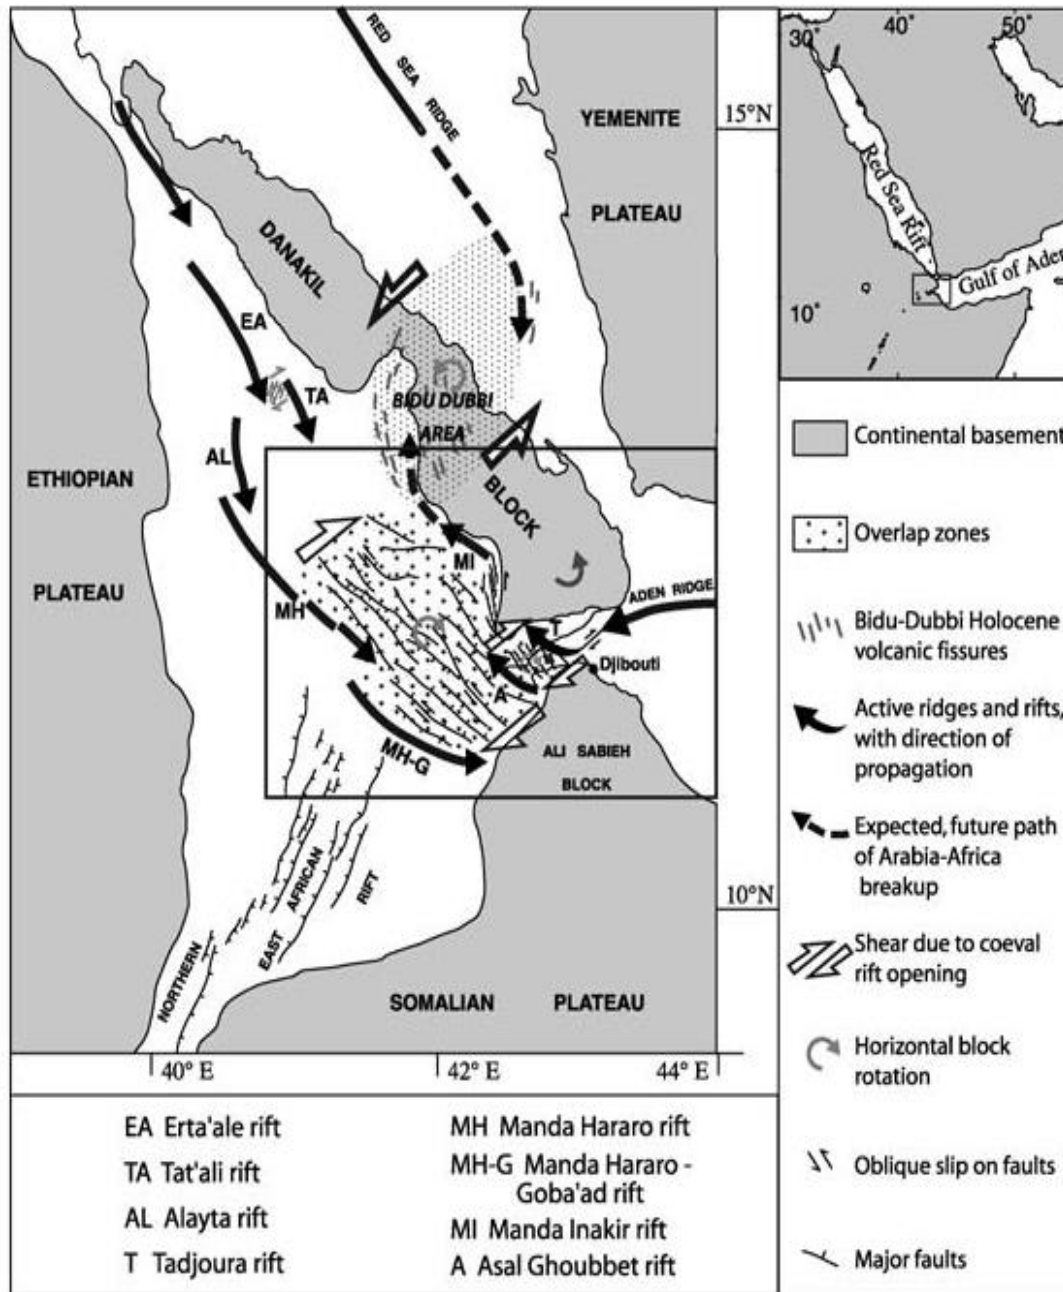 RED SEA RIDGE
YEMENITE
PLATEAU
15°N
DANAKIL
EA
TA
BIDU DUBBI
AREA
AL
ETHIOPIAN
PLATEAU
BLOCK
MI
MH
ADEN RIDGE
T
Djibouti
A
MH-G
ALI SABIEH
BLOCK
10°N
NORTHERN
EAST AFRICAN
RIFT
SOMALIAN PLATEAU
40° E
42° E
44° E
30°
40°
50°
Red Sea Rift
Gulf of Aden
10°
Continental basement
Overlap zones
Bidu-Dubbi Holocene
volcanic fissures
Active ridges and rifts,
with direction of
propagation
Expected, future path
of Arabia-Africa
breakup
Shear due to coeval
rift opening
Horizontal block
rotation
Oblique slip on faults
Major faults
EA Erta'ale rift
TA Tat'ali rift
AL Alayta rift
T Tadjoura rift
MH Manda Hararo rift
MH-G Manda Hararo -
Goba'ad rift
MI Manda Inakir rift
A Asal Ghoubbet rift